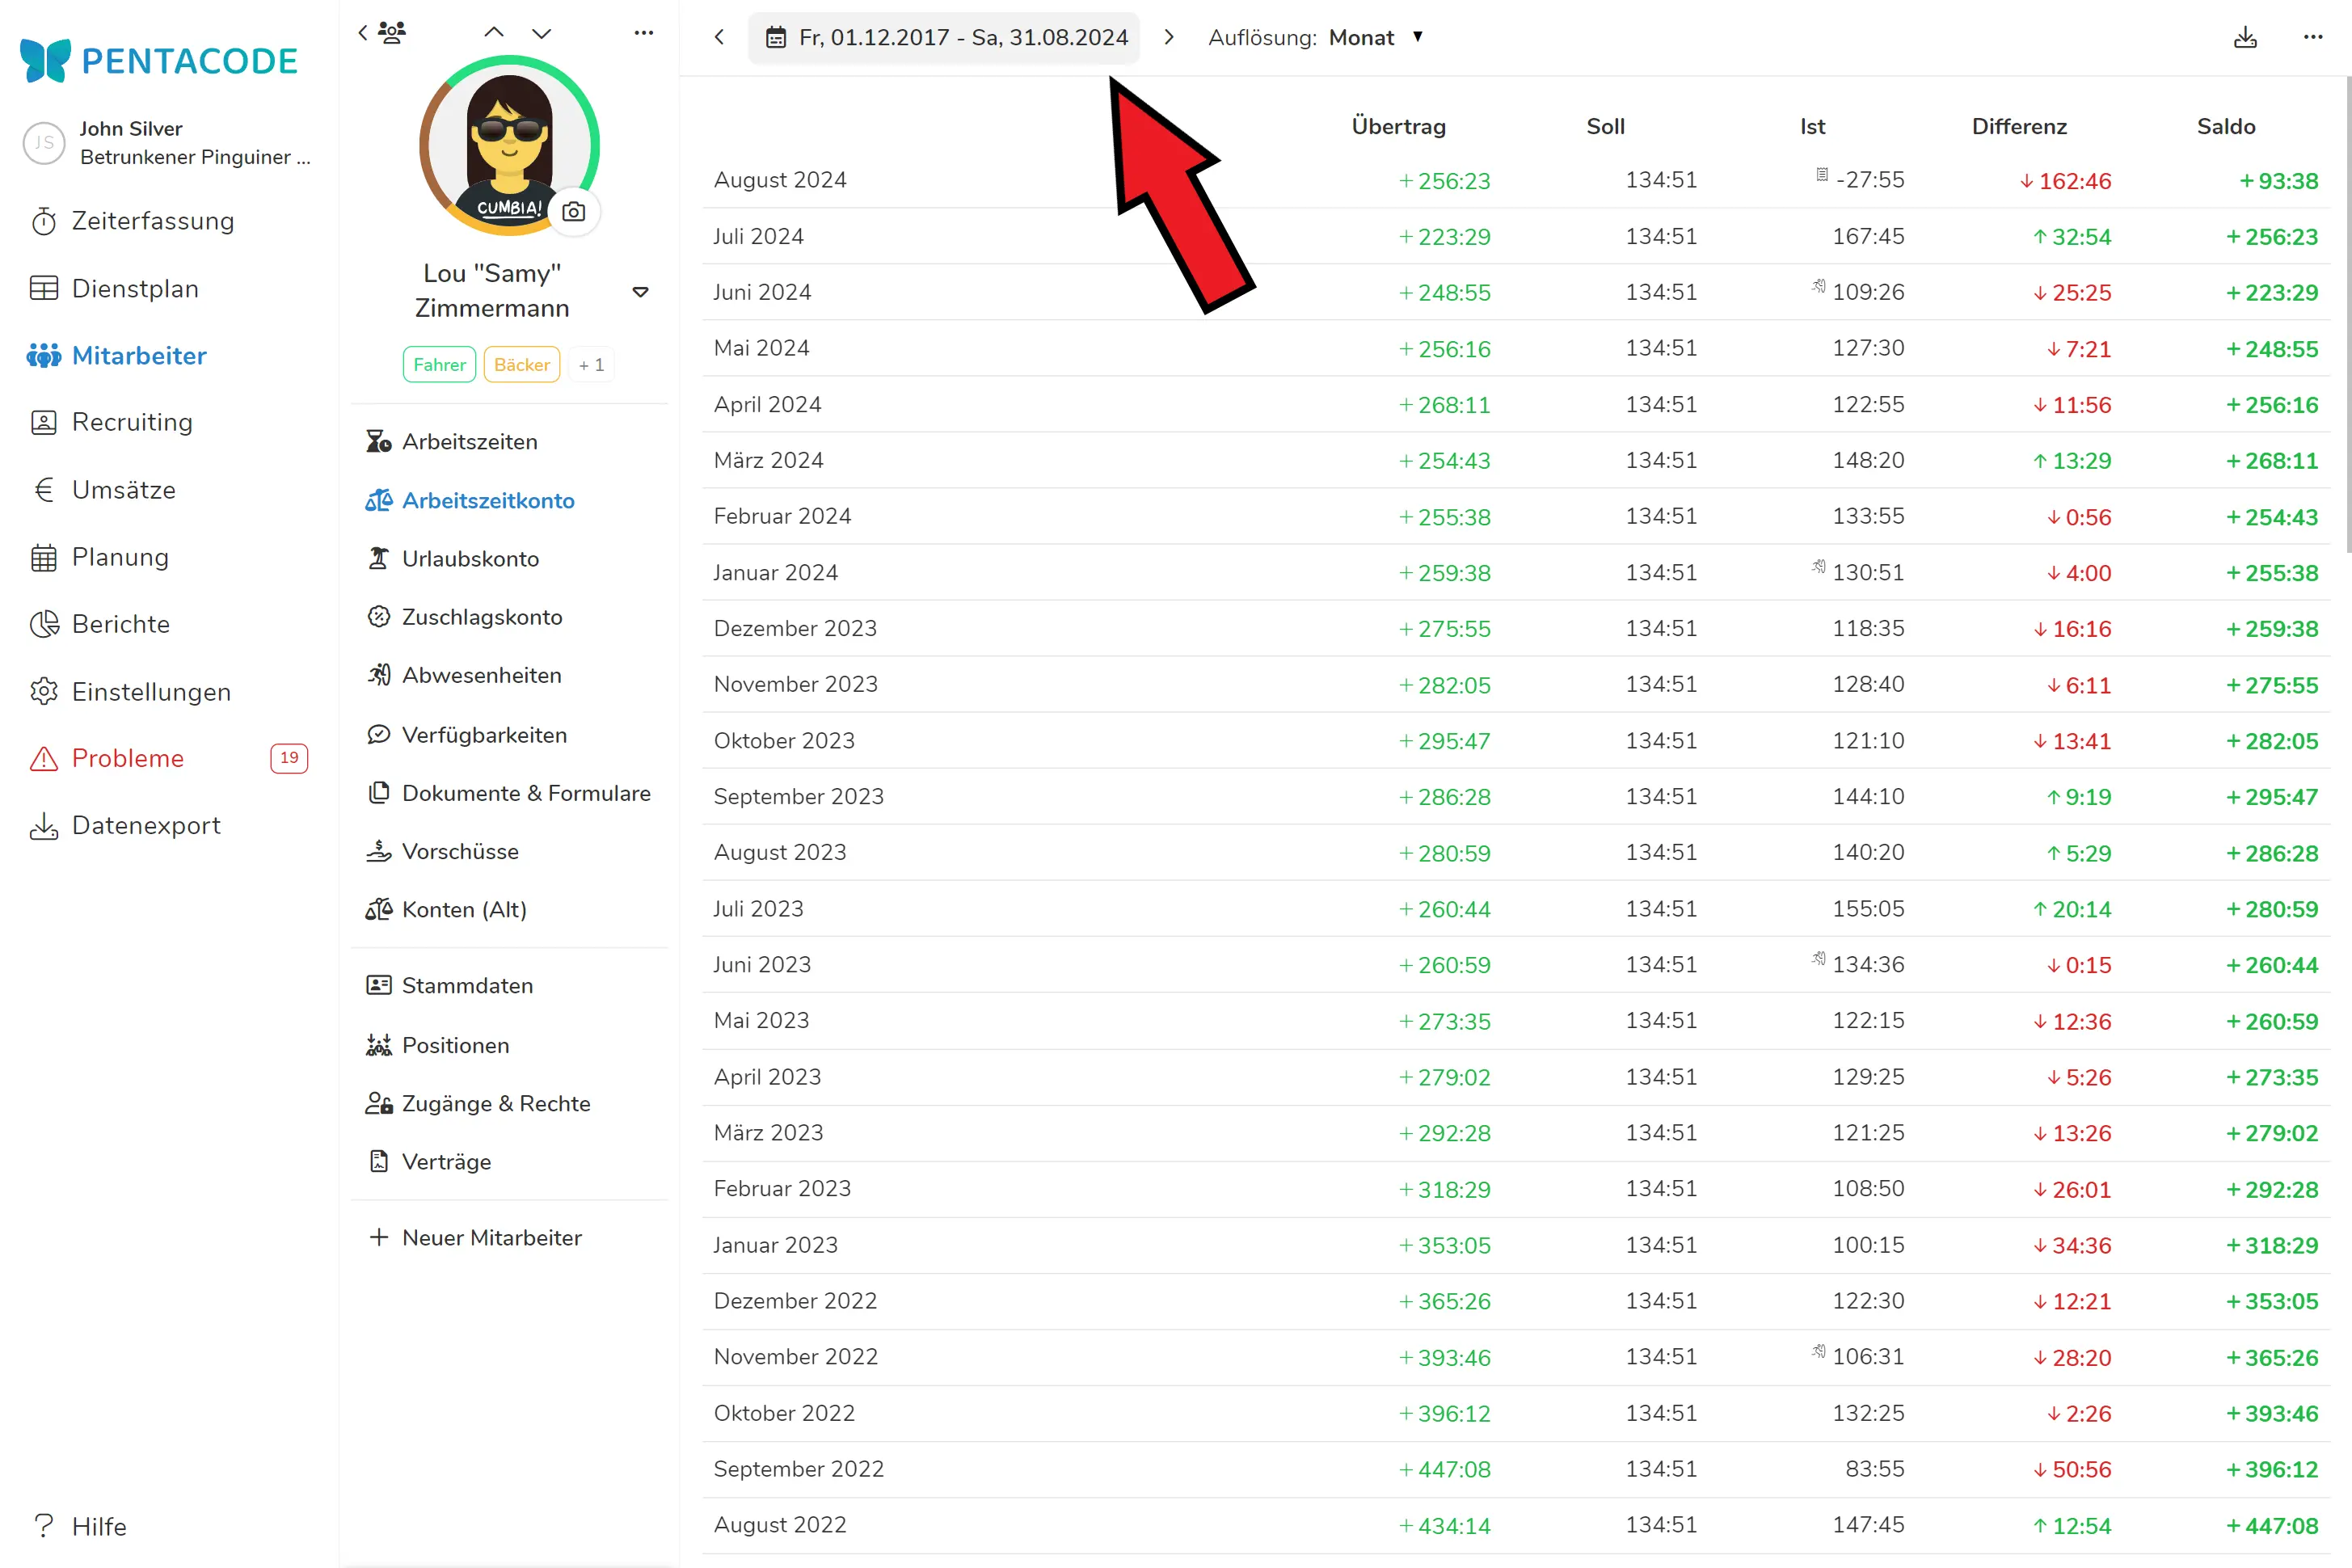 PENTACODE
JS
John Silver
Betrunkener Pinguiner ...
Zeiterfassung
Dienstplan
Mitarbeiter
Recruiting
Umsätze
Planung
Berichte
Einstellungen
Probleme 19
Datenexport
Hilfe
CUMBIA!
Lou "Samy"
Zimmermann
Fahrer Bäcker + 1
Arbeitszeiten
Arbeitszeitkonto
Urlaubskonto
Zuschlagskonto
Abwesenheiten
Verfügbarkeiten
Dokumente & Formulare
Vorschüsse
Konten (Alt)
Stammdaten
Positionen
Zugänge & Rechte
Verträge
+ Neuer Mitarbeiter
Fr, 01.12.2017 - Sa, 31.08.2024 Auflösung: Monat
Übertrag Soll Ist Differenz Saldo
August 2024 +256:23 134:51 -27:55 ↓162:46 +93:38
Juli 2024 +223:29 134:51 167:45 ↑32:54 +256:23
Juni 2024 +248:55 134:51 109:26 ↓25:25 +223:29
Mai 2024 +256:16 134:51 127:30 ↓7:21 +248:55
April 2024 +268:11 134:51 122:55 ↓11:56 +256:16
März 2024 +254:43 134:51 148:20 ↑13:29 +268:11
Februar 2024 +255:38 134:51 133:55 ↓0:56 +254:43
Januar 2024 +259:38 134:51 130:51 ↓4:00 +255:38
Dezember 2023 +275:55 134:51 118:35 ↓16:16 +259:38
November 2023 +282:05 134:51 128:40 ↓6:11 +275:55
Oktober 2023 +295:47 134:51 121:10 ↓13:41 +282:05
September 2023 +286:28 134:51 144:10 ↑9:19 +295:47
August 2023 +280:59 134:51 140:20 ↑5:29 +286:28
Juli 2023 +260:44 134:51 155:05 ↑20:14 +280:59
Juni 2023 +260:59 134:51 134:36 ↓0:15 +260:44
Mai 2023 +273:35 134:51 122:15 ↓12:36 +260:59
April 2023 +279:02 134:51 129:25 ↓5:26 +273:35
März 2023 +292:28 134:51 121:25 ↓13:26 +279:02
Februar 2023 +318:29 134:51 108:50 ↓26:01 +292:28
Januar 2023 +353:05 134:51 100:15 ↓34:36 +318:29
Dezember 2022 +365:26 134:51 122:30 ↓12:21 +353:05
November 2022 +393:46 134:51 106:31 ↓28:20 +365:26
Oktober 2022 +396:12 134:51 132:25 ↓2:26 +393:46
September 2022 +447:08 134:51 83:55 ↓50:56 +396:12
August 2022 +434:14 134:51 147:45 ↑12:54 +447:08